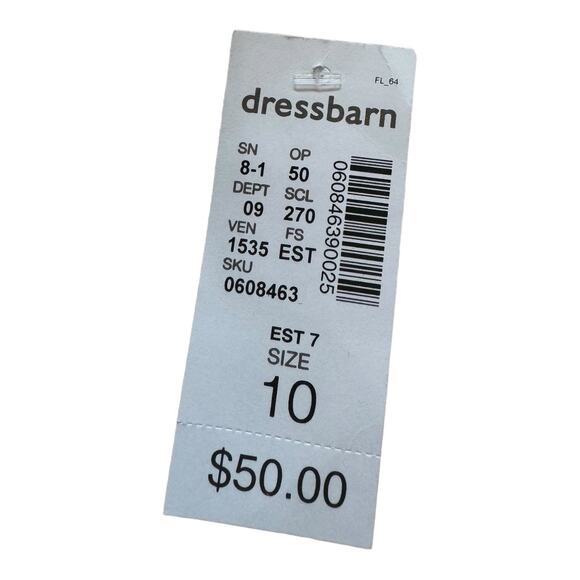 FL_64
dressbarn
SN OP
8-1 50
DEPT SCL
09 270
VEN FS
1535 EST
SKU
0608463
060846390025
EST 7
SIZE
10
$50.00